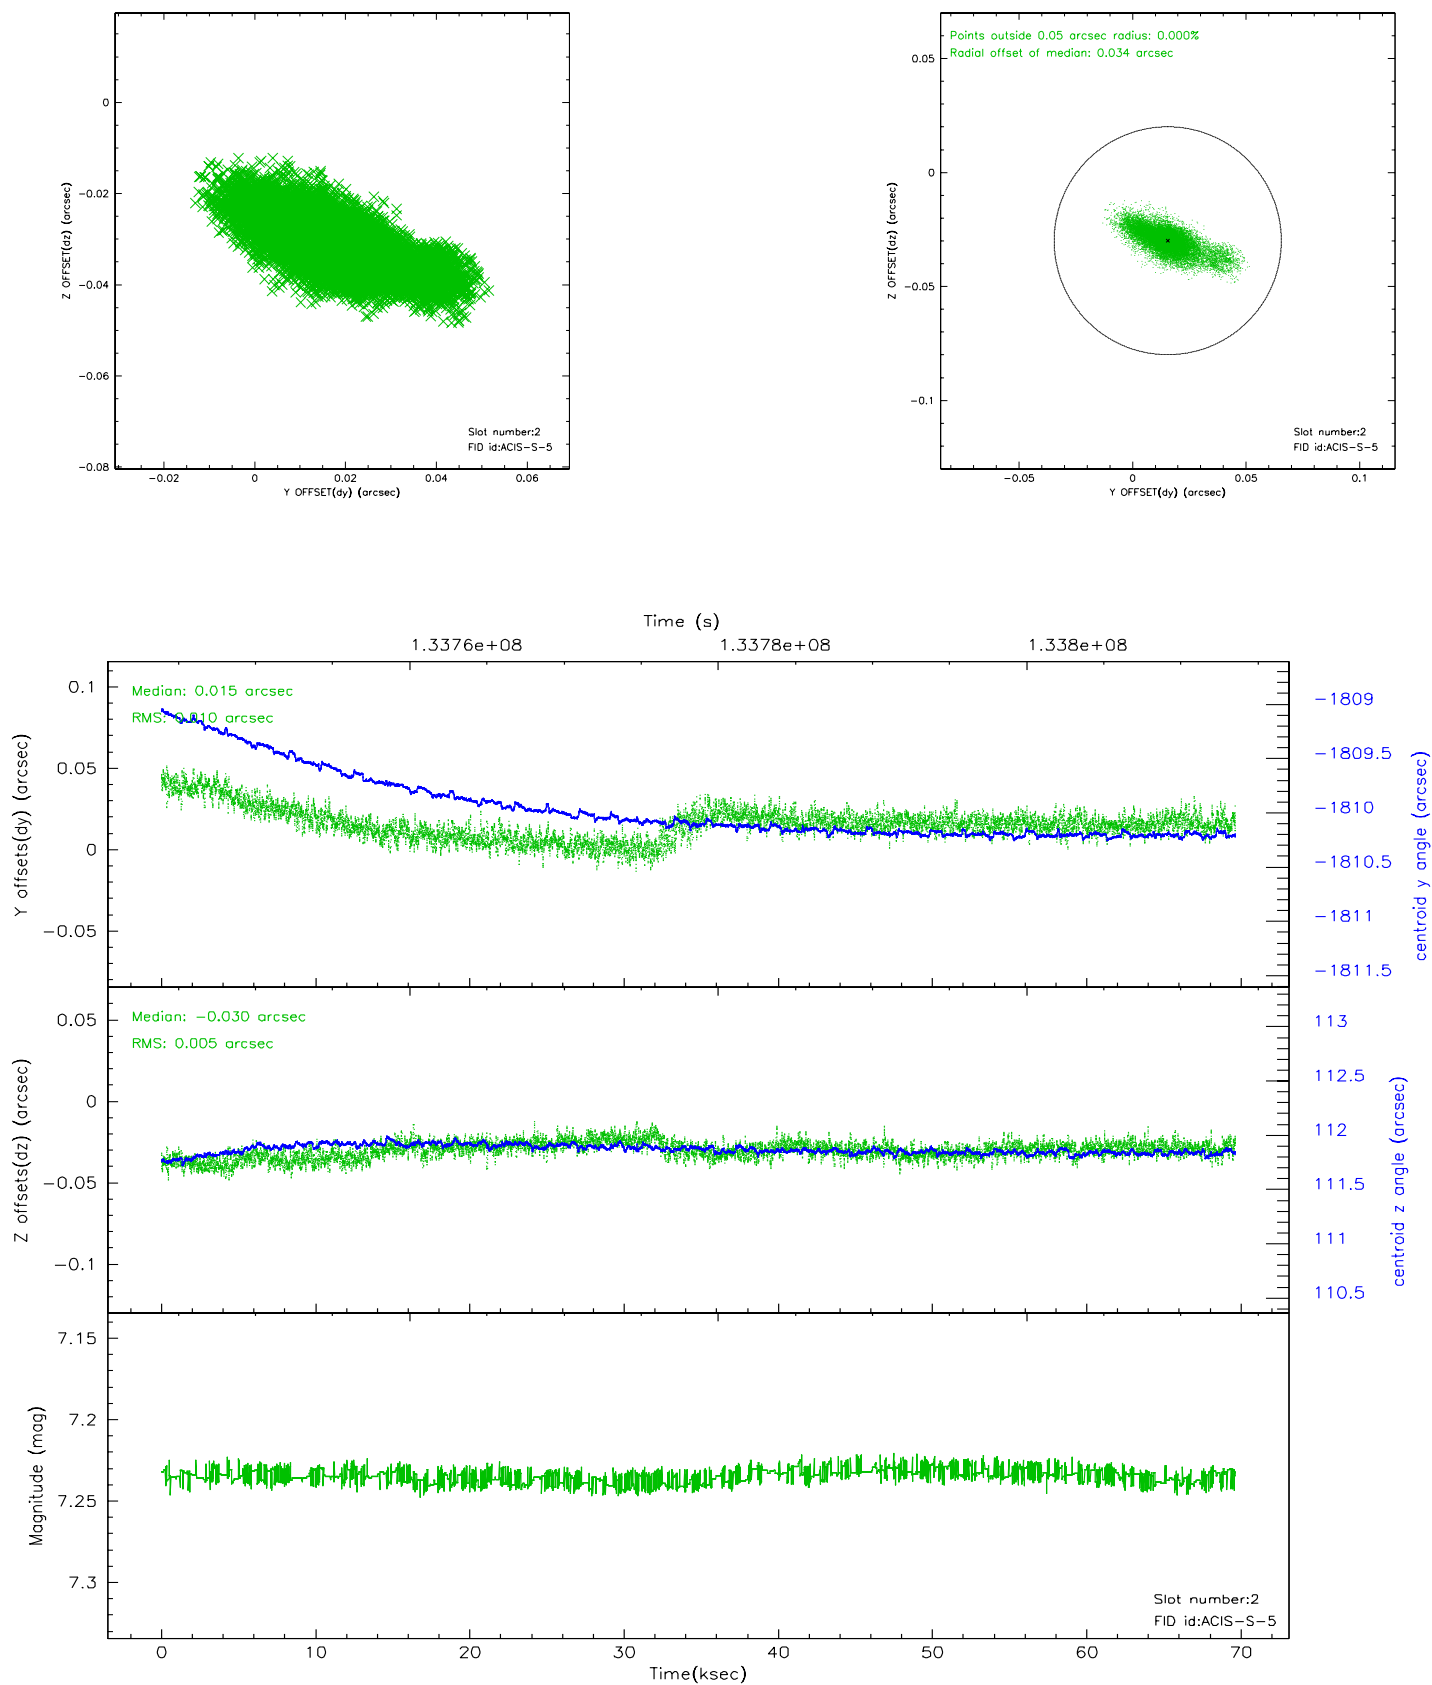 0
−0.02
−0.04
−0.06
−0.08
Z OFFSET(dz) (arcsec)
Slot number:2
FID id:ACIS−S−5
−0.02 0 0.02 0.04 0.06
Y OFFSET(dy) (arcsec)
Points outside 0.05 arcsec radius: 0.000%
Radial offset of median: 0.034 arcsec
0.05
0
−0.05
−0.1
Z OFFSET(dz) (arcsec)
Slot number:2
FID id:ACIS−S−5
−0.05 0 0.05 0.1
Y OFFSET(dy) (arcsec)
Time (s)
1.3376e+08 1.3378e+08 1.338e+08
Median: 0.015 arcsec
RMS: 0.010 arcsec
0.1
0.05
0
−0.05
Y offsets(dy) (arcsec)
−1809
−1809.5
−1810
−1810.5
−1811
−1811.5
centroid y angle (arcsec)
Median: −0.030 arcsec
RMS: 0.005 arcsec
0.05
0
−0.05
−0.1
Z offsets(dz) (arcsec)
113
112.5
112
111.5
111
110.5
centroid z angle (arcsec)
7.15
7.2
7.25
7.3
Magnitude (mag)
Slot number:2
FID id:ACIS−S−5
0 10 20 30 40 50 60 70
Time(ksec)